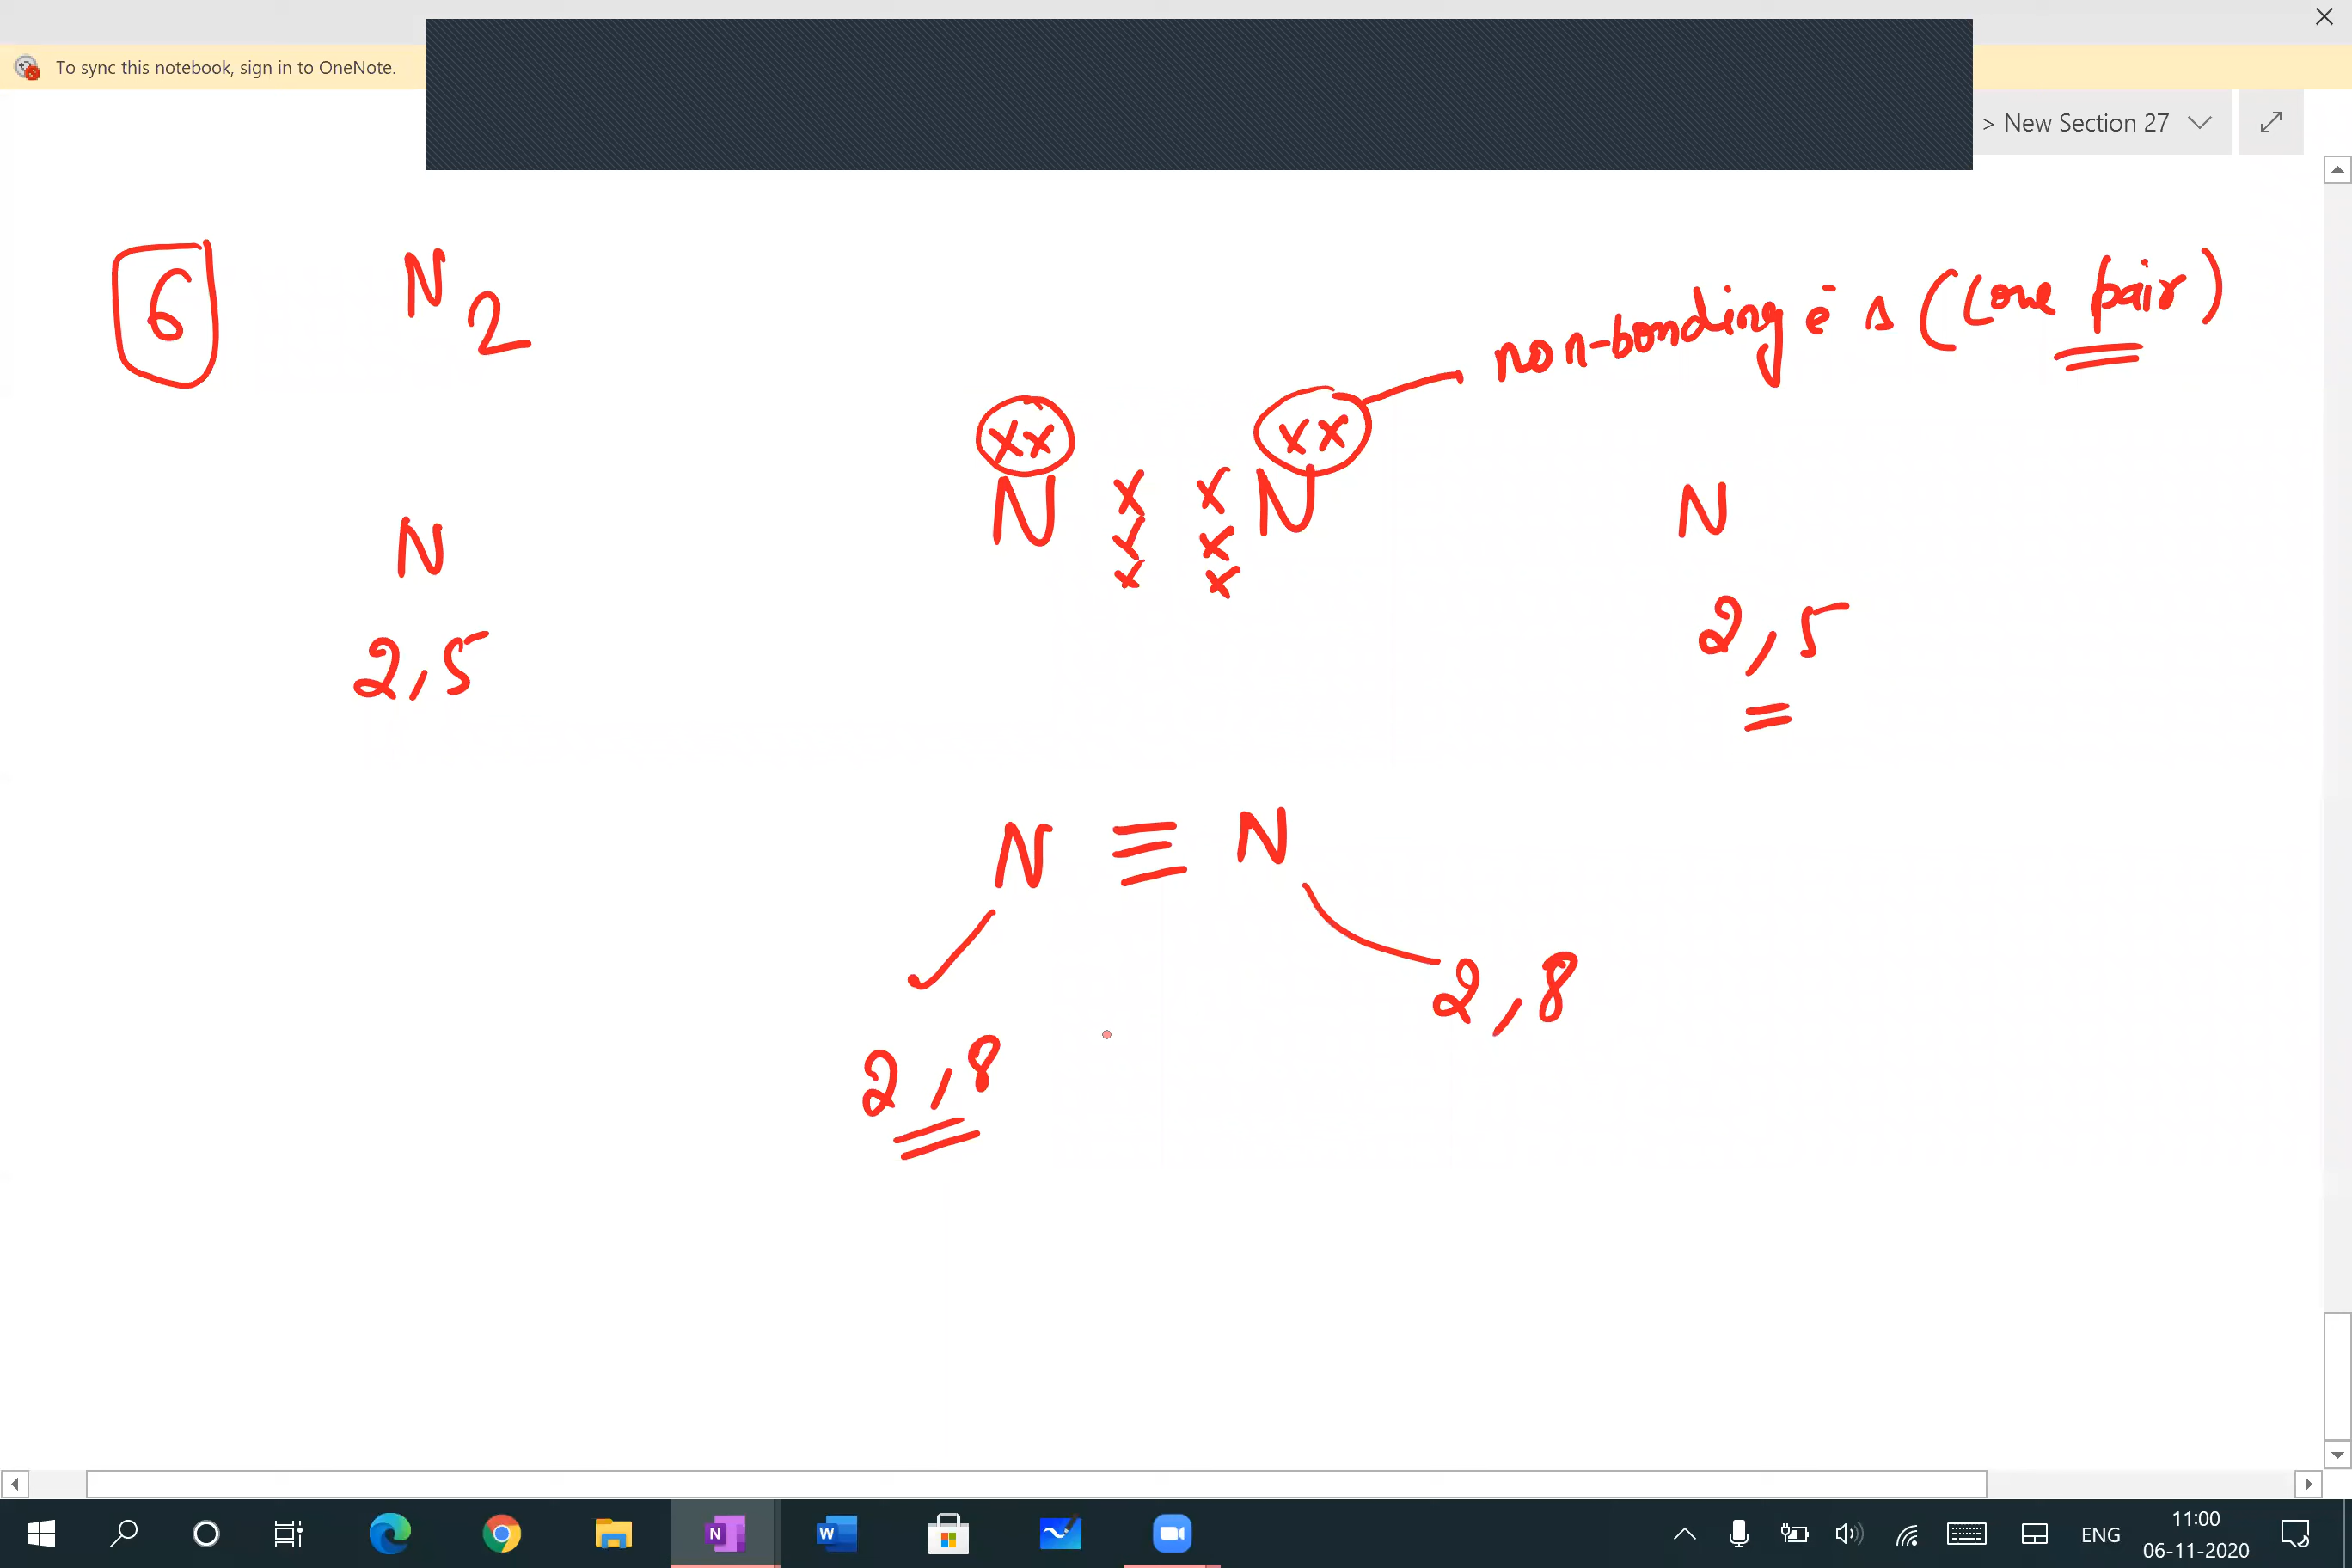 To sync this notebook, sign in to OneNote.
> New Section 27
6
N2
non-bonding e⁻s (lone pair)
xx xx
N x x N
x x
x x
N
2,5
N
2,5
N ≡ N
2,8
2,8
N
W
ENG
11:00
06-11-2020